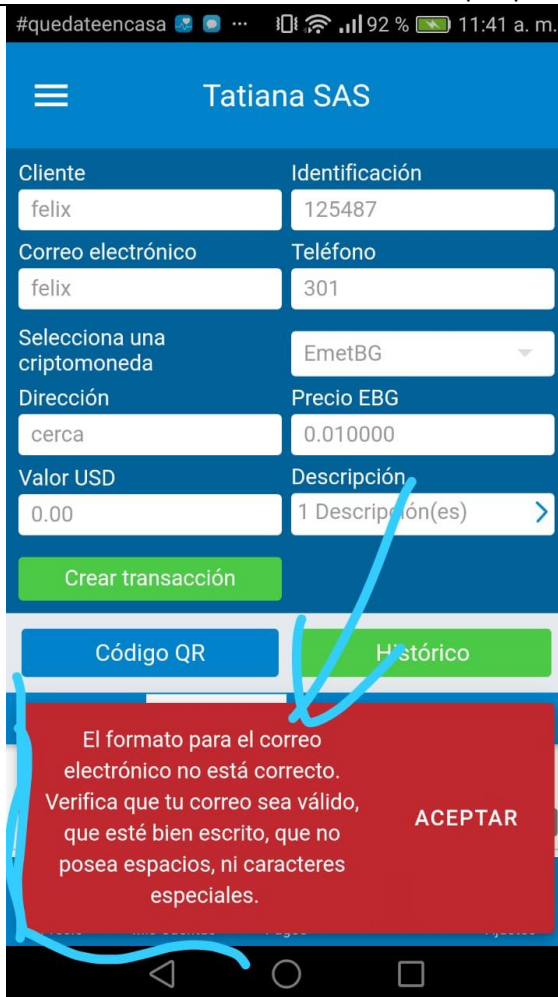 #quedateencasa ... 92 % 11:41 a. m.
Tatiana SAS
Cliente Identificación
felix 125487
Correo electrónico Teléfono
felix 301
Selecciona una
criptomoneda
EmetBG
Dirección Precio EBG
cerca 0.010000
Valor USD Descripción
0.00 1 Descripción(es)
Crear transacción
Código QR Histórico
El formato para el correo
electrónico no está correcto.
Verifica que tu correo sea válido,
que esté bien escrito, que no
posea espacios, ni caracteres
especiales.
ACEPTAR